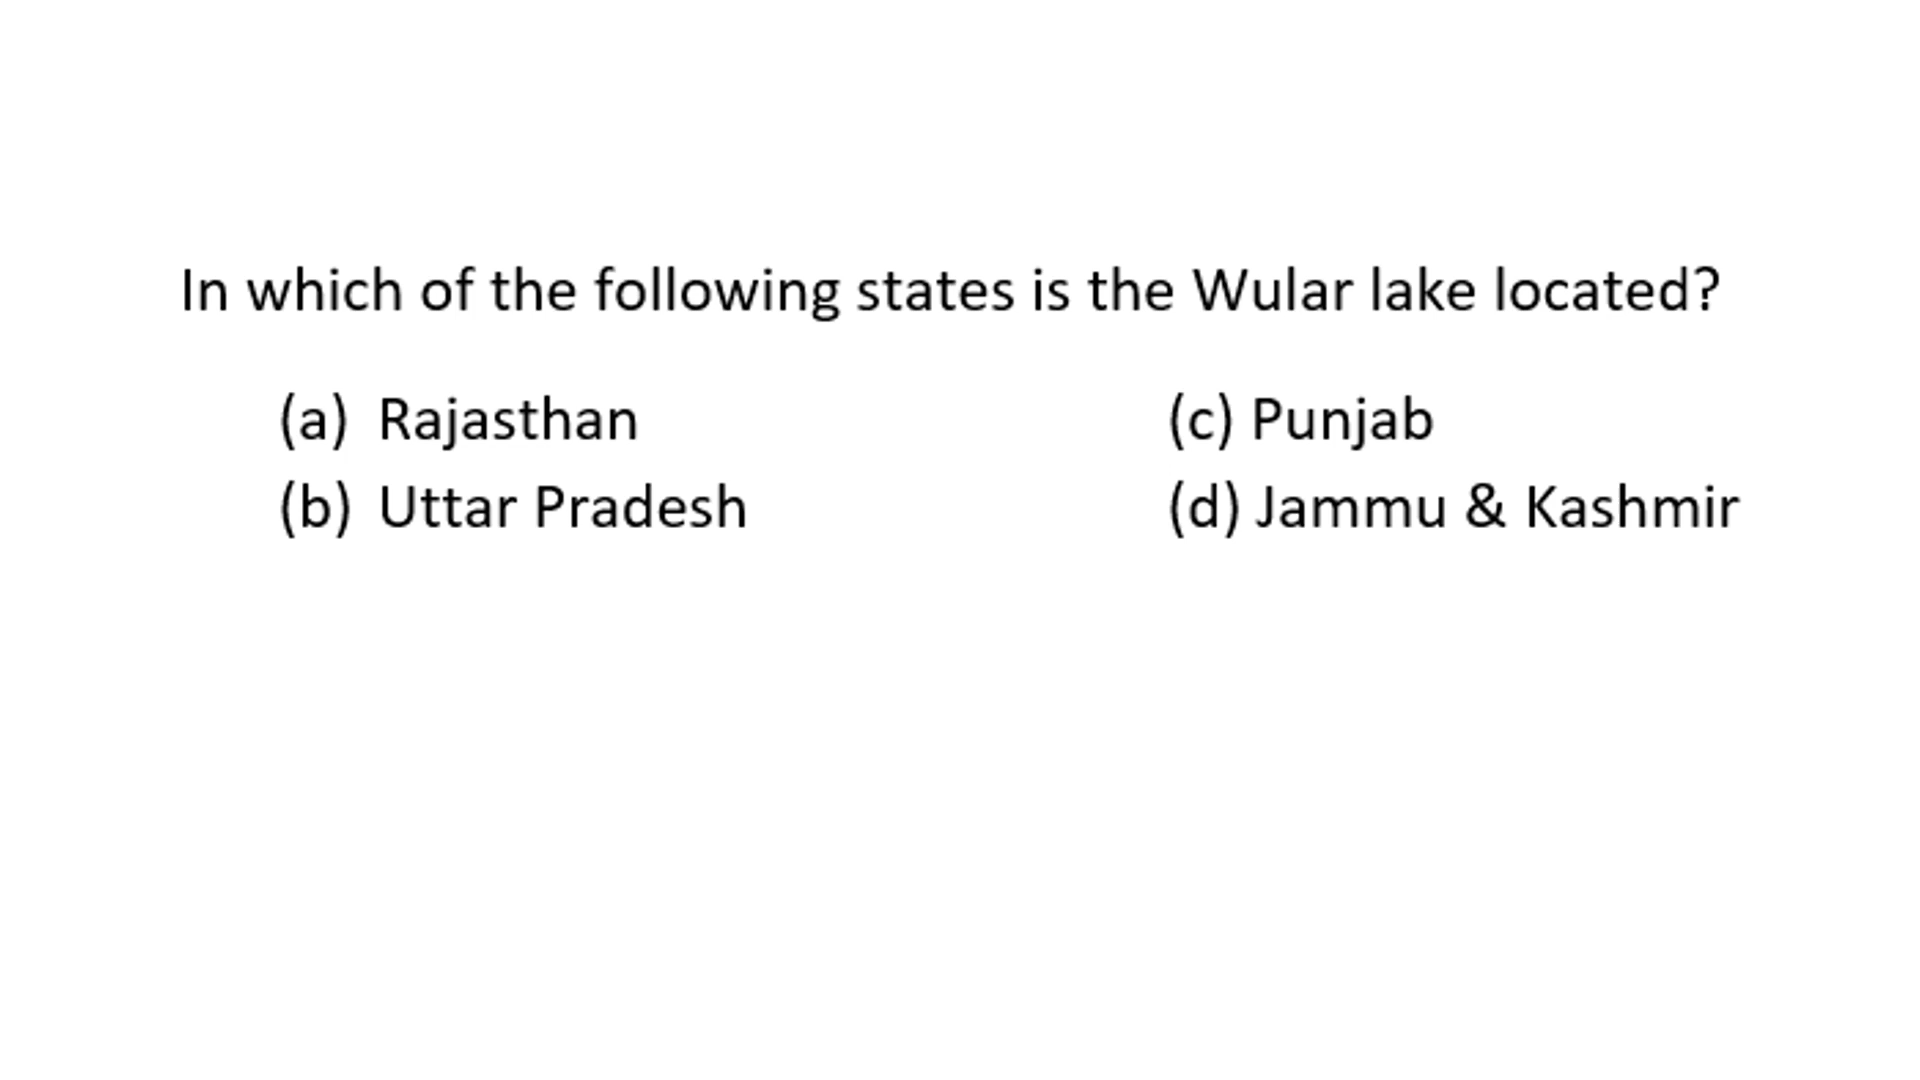 In which of the following states is the Wular lake located?
(a) Rajasthan
(b) Uttar Pradesh
(c) Punjab
(d) Jammu & Kashmir